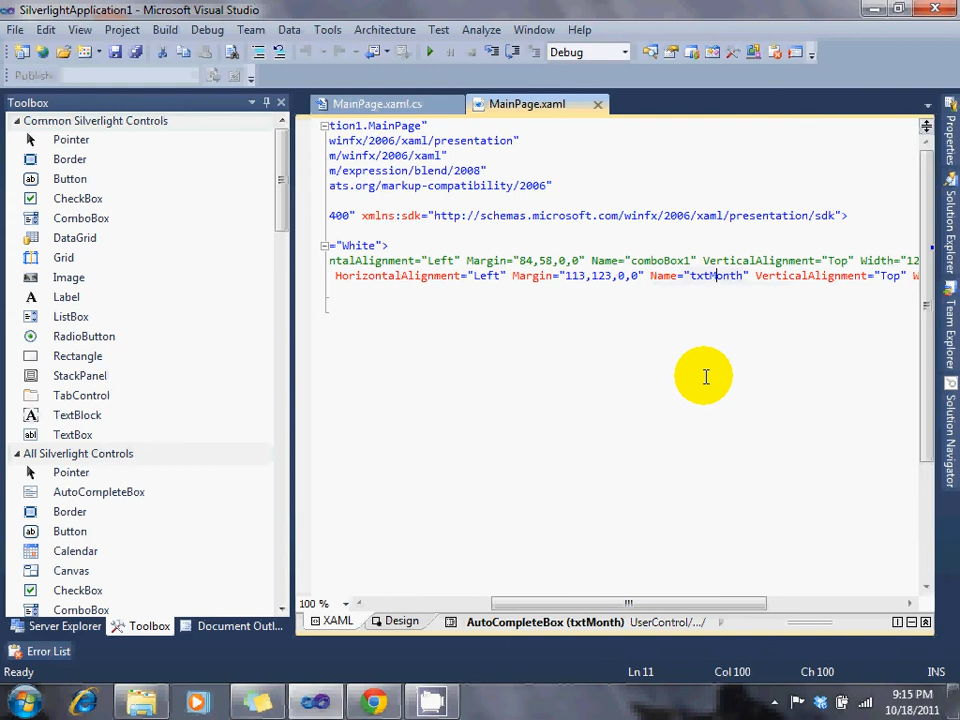 SilverlightApplication1 - Microsoft Visual Studio
File Edit View Project Build Debug Team Data Tools Architecture Test Analyze Window Help
Debug
Publish:
Toolbox
MainPage.xaml.cs MainPage.xaml
Common Silverlight Controls
Pointer
Border
Button
CheckBox
ComboBox
DataGrid
Grid
Image
Label
ListBox
RadioButton
Rectangle
StackPanel
TabControl
TextBlock
TextBox
All Silverlight Controls
Pointer
AutoCompleteBox
Border
Button
Calendar
Canvas
CheckBox
ComboBox
tion1.MainPage"
winfx/2006/xaml/presentation"
m/winfx/2006/xaml"
m/expression/blend/2008"
ats.org/markup-compatibility/2006"
400" xmlns:sdk="http://schemas.microsoft.com/winfx/2006/xaml/presentation/sdk">
="White">
ntalAlignment="Left" Margin="84,58,0,0" Name="comboBox1" VerticalAlignment="Top" Width="12
HorizontalAlignment="Left" Margin="113,123,0,0" Name="txtMonth" VerticalAlignment="Top" W
Properties
Solution Explorer
Team Explorer
Solution Navigator
100 %
XAML Design AutoCompleteBox (txtMonth) UserControl/.../
Server Explorer Toolbox Document Outl...
Error List
Ready Ln 11 Col 100 Ch 100 INS
9:15 PM
10/18/2011